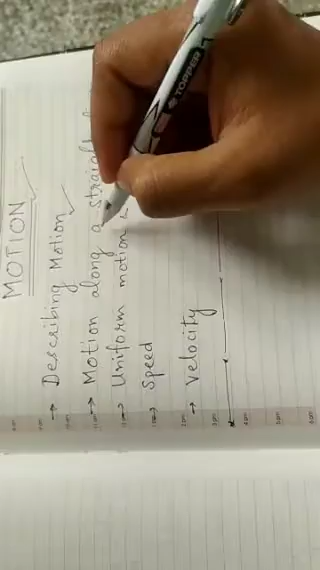 MOTION
→ Describing Motion
→ Motion along a straight
→ Uniform motion &
→ Speed
→ Velocity
TOPPER